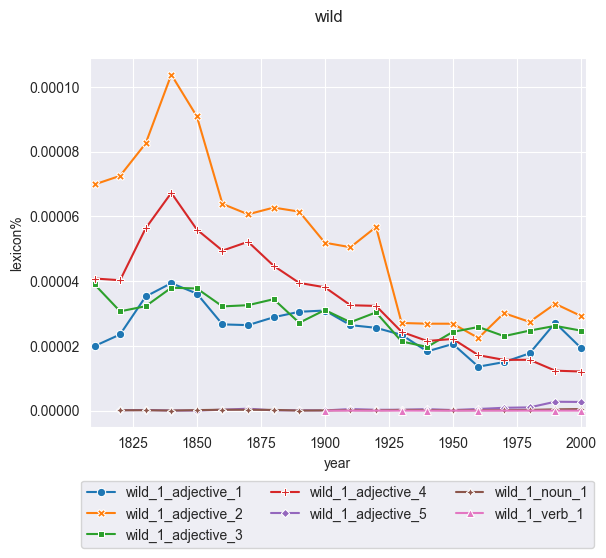 wild
0.00010
0.00008
0.00006
0.00004
0.00002
0.00000
lexicon%
1825 1850 1875 1900 1925 1950 1975 2000
year
wild_1_adjective_1 wild_1_adjective_4 wild_1_noun_1
wild_1_adjective_2 wild_1_adjective_5 wild_1_verb_1
wild_1_adjective_3